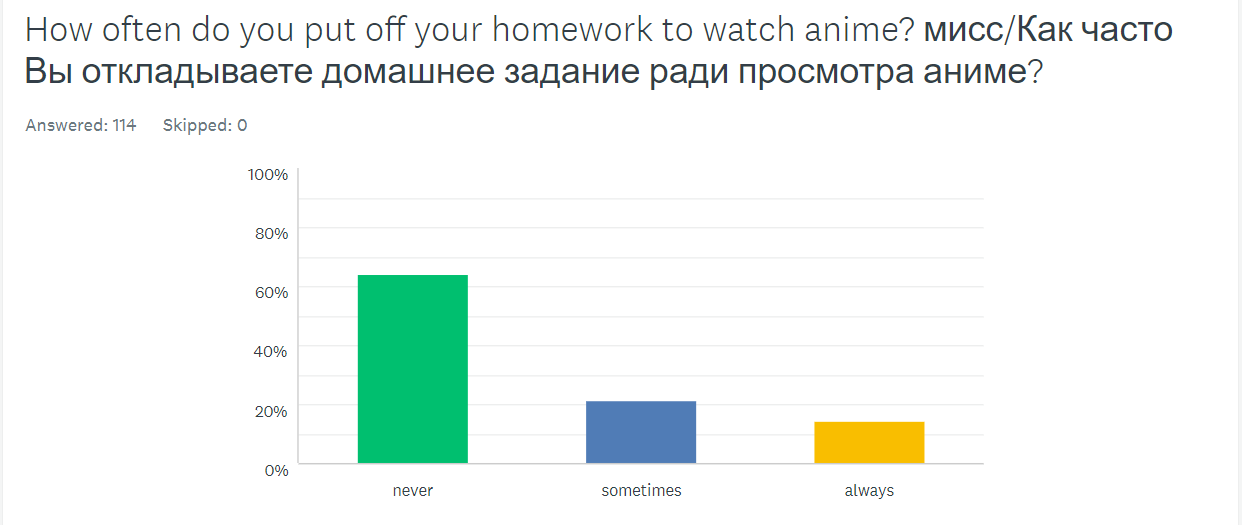 How often do you put off your homework to watch anime? мисс/Как часто
Вы откладываете домашнее задание ради просмотра аниме?
Answered: 114 Skipped: 0
100%
80%
60%
40%
20%
0%
never sometimes always